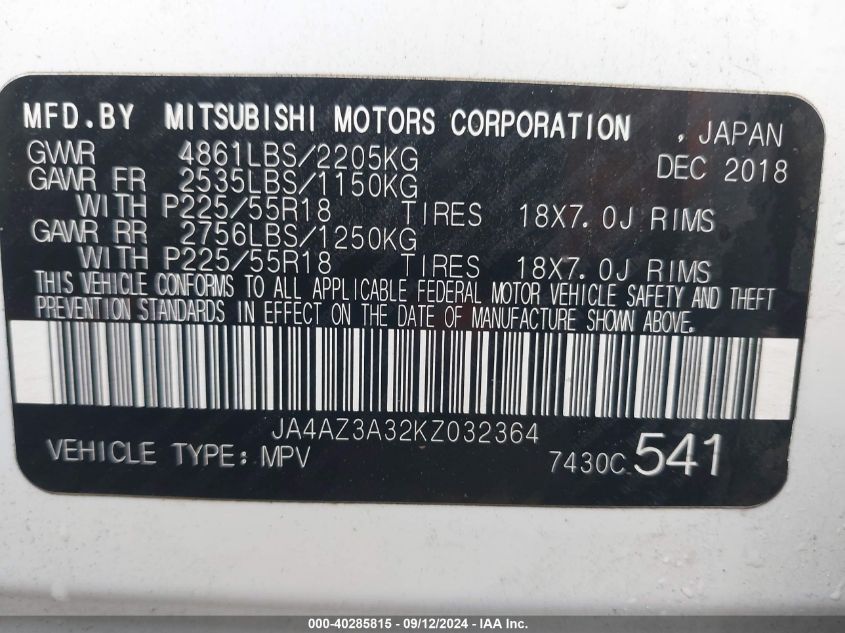 MFD.BY MITSUBISHI MOTORS CORPORATION , JAPAN
GVWR 4861LBS/2205KG DEC 2018
GAWR FR 2535LBS/1150KG
WITH P225/55R18 TIRES 18X7.0J RIMS
GAWR RR 2756LBS/1250KG
WITH P225/55R18 TIRES 18X7.0J RIMS
THIS VEHICLE CONFORMS TO ALL APPLICABLE FEDERAL MOTOR VEHICLE SAFETY AND THEFT
PREVENTION STANDARDS IN EFFECT ON THE DATE OF MANUFACTURE SHOWN ABOVE.
JA4AZ3A32KZ032364
VEHICLE TYPE: MPV 7430C 541
000-40285815 - 09/12/2024 - IAA, Inc.